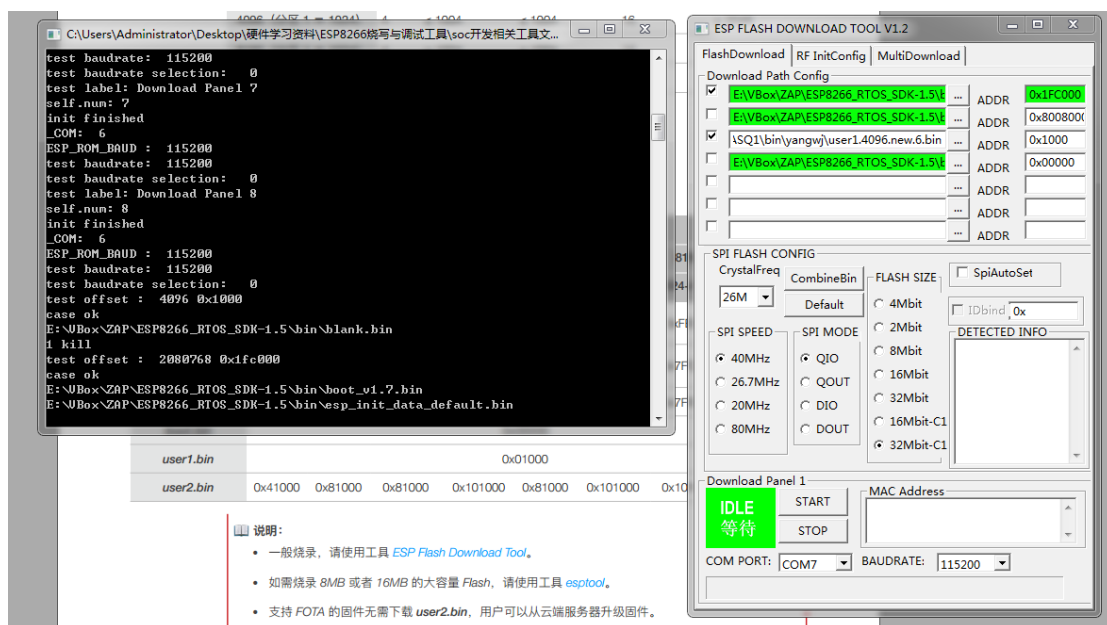 4096（分区 1 = 1024）
C:\Users\Administrator\Desktop\硬件学习资料\ESP8266烧写与调试工具\soc开发相关工具文...
test baudrate:  115200
test baudrate selection:   0
test label: Download Panel 7
self.num: 7
init finished
_COM:  6
ESP_ROM_BAUD :  115200
test baudrate:  115200
test baudrate selection:   0
test label: Download Panel 8
self.num: 8
init finished
_COM:  6
ESP_ROM_BAUD :  115200
test baudrate:  115200
test baudrate selection:   0
test offset :  4096 0x1000
case ok
E:\VBox\ZAP\ESP8266_RTOS_SDK-1.5\bin\blank.bin
1 kill
test offset :  2080768 0x1fc000
case ok
E:\VBox\ZAP\ESP8266_RTOS_SDK-1.5\bin\boot_v1.7.bin
E:\VBox\ZAP\ESP8266_RTOS_SDK-1.5\bin\esp_init_data_default.bin
user1.bin 0x01000
user2.bin 0x41000 0x81000 0x81000 0x101000 0x81000 0x101000 0x10
说明：
• 一般烧录，请使用工具 ESP Flash Download Tool。
• 如需烧录 8MB 或者 16MB 的大容量 Flash，请使用工具 esptool。
• 支持 FOTA 的固件无需下载 user2.bin，用户可以从云端服务器升级固件。
ESP FLASH DOWNLOAD TOOL V1.2
FlashDownload RF InitConfig MultiDownload
Download Path Config
E:\VBox\ZAP\ESP8266_RTOS_SDK-1.5\b ... ADDR 0x1FC000
E:\VBox\ZAP\ESP8266_RTOS_SDK-1.5\b ... ADDR 0x800800
\SQ1\bin\yangwj\user1.4096.new.6.bin ... ADDR 0x1000
E:\VBox\ZAP\ESP8266_RTOS_SDK-1.5\b ... ADDR 0x00000
... ADDR
... ADDR
... ADDR
SPI FLASH CONFIG
CrystalFreq
26M
CombineBin
Default
SPI SPEED
40MHz
26.7MHz
20MHz
80MHz
SPI MODE
QIO
QOUT
DIO
DOUT
FLASH SIZE
4Mbit
2Mbit
8Mbit
16Mbit
32Mbit
16Mbit-C1
32Mbit-C1
SpiAutoSet
IDbind 0x
DETECTED INFO
Download Panel 1
IDLE
等待
START
STOP
MAC Address
COM PORT: COM7 BAUDRATE: 115200